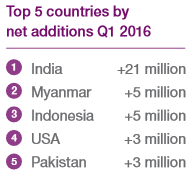 Top 5 countries by
net additions Q1 2016
1 India +21 million
2 Myanmar +5 million
3 Indonesia +5 million
4 USA +3 million
5 Pakistan +3 million